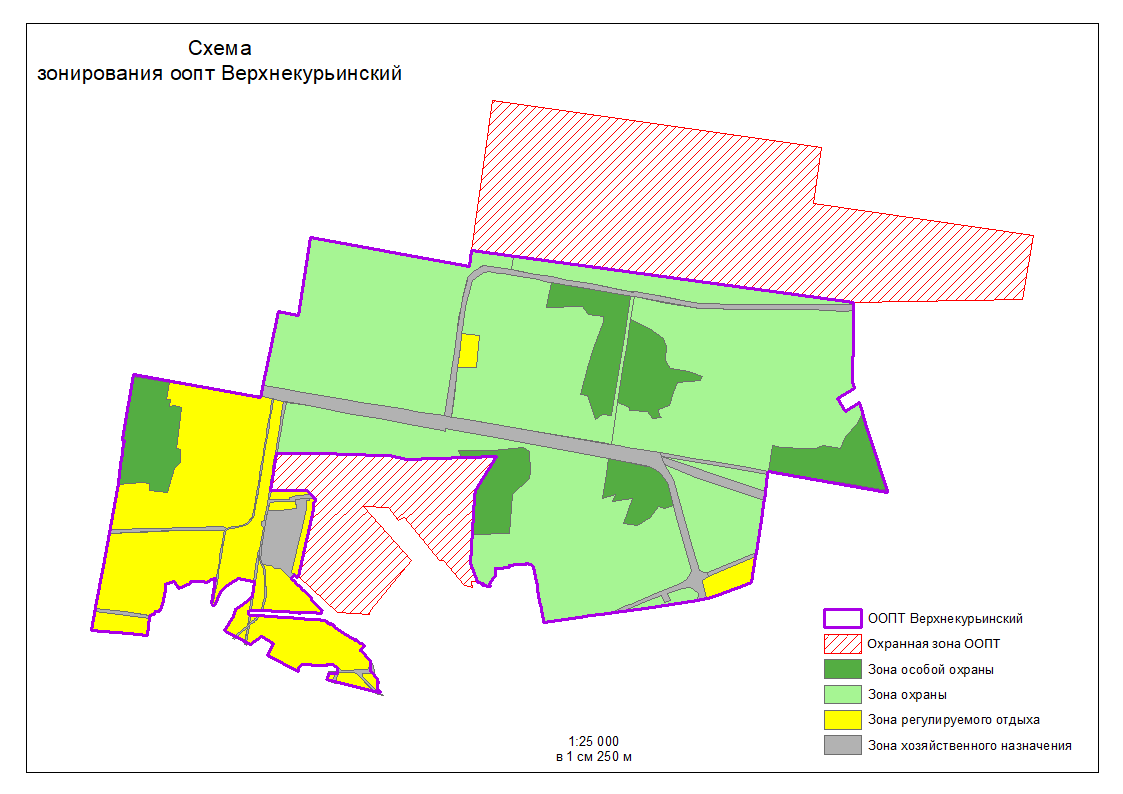 Схема
зонирования оопт Верхнекурьинский
ООПТ Верхнекурьинский
Охранная зона ООПТ
Зона особой охраны
Зона охраны
Зона регулируемого отдыха
Зона хозяйственного назначения
1:25 000
в 1 см 250 м